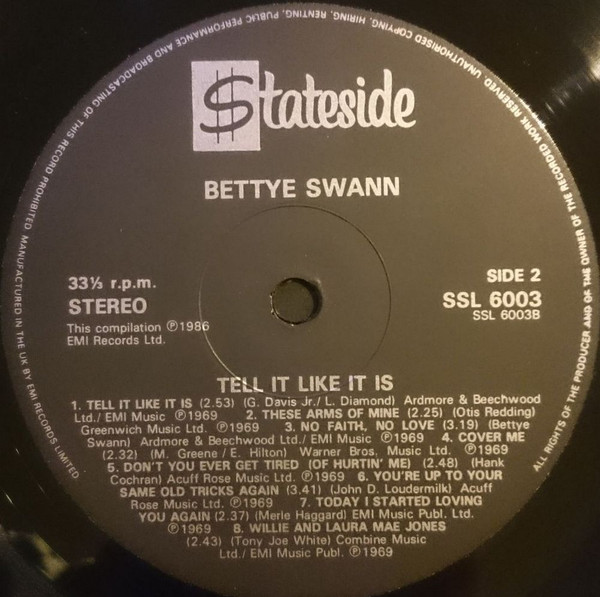 $tateside
BETTYE SWANN
33⅓ r.p.m.
STEREO
This compilation ℗1986
EMI Records Ltd.
SIDE 2
SSL 6003
SSL 6003B
TELL IT LIKE IT IS
1. TELL IT LIKE IT IS (2.53) (G. Davis Jr./ L. Diamond) Ardmore & Beechwood
Ltd./ EMI Music ℗1969 2. THESE ARMS OF MINE (2.25) (Otis Redding)
Greenwich Music Ltd. ℗1969 3. NO FAITH, NO LOVE (3.19) (Bettye
Swann) Ardmore & Beechwood Ltd./ EMI Music ℗1969 4. COVER ME
(2.32) (M. Greene / E. Hilton) Warner Bros. Music Ltd. ℗1969
5. DON'T YOU EVER GET TIRED (OF HURTIN' ME) (2.48) (Hank
Cochran) Acuff Rose Music Ltd. ℗1969 6. YOU'RE UP TO YOUR
SAME OLD TRICKS AGAIN (3.41) (John D. Loudermilk) Acuff
Rose Music Ltd. ℗1969 7. TODAY I STARTED LOVING
YOU AGAIN (2.37) (Merle Haggard) EMI Music Publ. Ltd.
℗1969 8. WILLIE AND LAURA MAE JONES
(2.43) (Tony Joe White) Combine Music
Ltd./ EMI Music Publ. ℗1969
ALL RIGHTS OF THE PRODUCER AND OF THE OWNER OF THE RECORDED WORK RESERVED. UNAUTHORISED COPYING, HIRING, RENTING, PUBLIC PERFORMANCE AND BROADCASTING OF THIS RECORD PROHIBITED. MANUFACTURED IN THE UK BY EMI RECORDS LIMITED